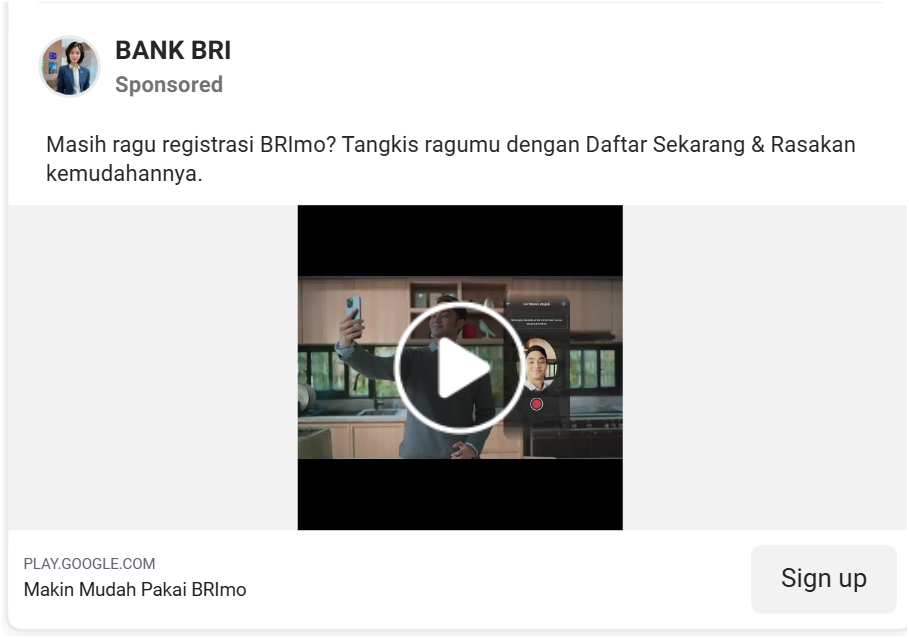 BANK BRI
Sponsored
Masih ragu registrasi BRImo? Tangkis ragumu dengan Daftar Sekarang & Rasakan
kemudahannya.
PLAY.GOOGLE.COM
Makin Mudah Pakai BRImo
Sign up